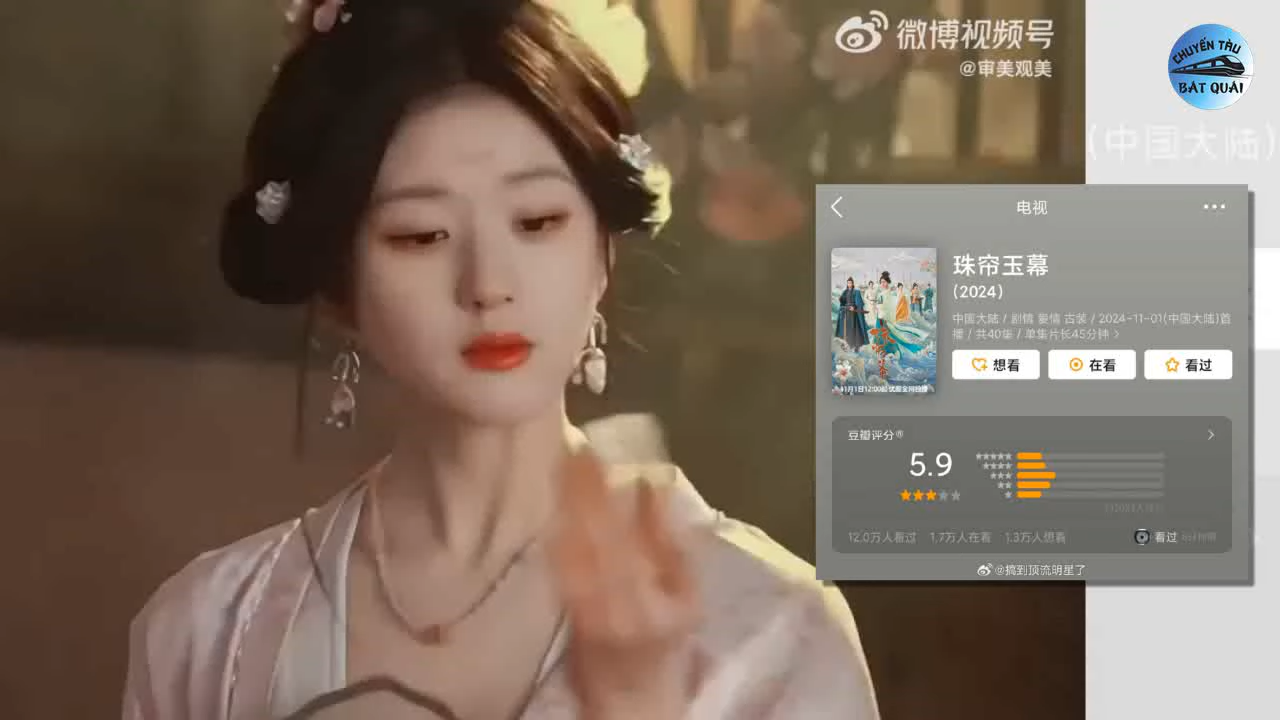 微博视频号
@审美观美
CHUYẾN TÀU
BÁT QUÁI
(中国大陆)
电视
珠帘玉幕
(2024)
中国大陆 / 剧情 爱情 古装 / 2024-11-01(中国大陆)首
播 / 共40集 / 单集片长45分钟
想看
在看
看过
豆瓣评分®
5.9
12.0万人看过 1.7万人在看 1.3万人想看
看过
@搞到顶流明星了